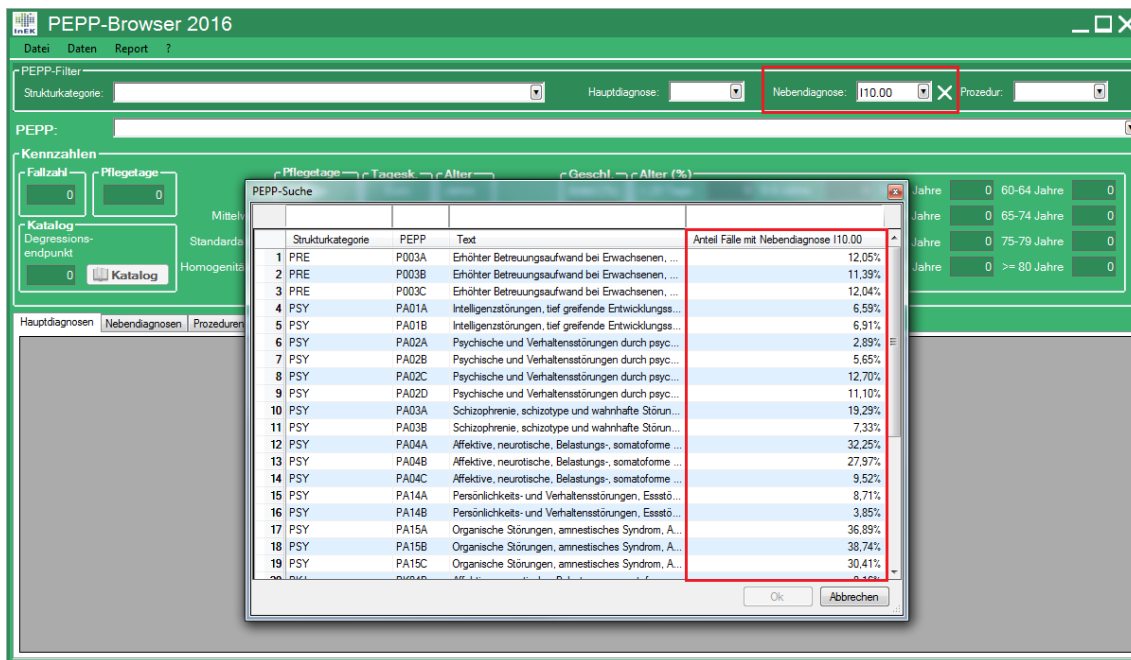 InEK PEPP-Browser 2016
Datei Daten Report ?
PEPP-Filter
Strukturkategorie: Hauptdiagnose: Nebendiagnose: I10.00 Prozedur:
PEPP:
Kennzahlen
Fallzahl Pflegetage Pflegetage Tagesk. Alter Geschl. Alter (%)
PEPP-Suche
0 0 Jahre 0 60-64 Jahre 0
Jahre 0 65-74 Jahre 0
Katalog
Degressions-
endpunkt
Jahre 0 75-79 Jahre 0
0 Katalog Jahre 0 >= 80 Jahre 0
Hauptdiagnosen Nebendiagnosen Prozeduren
Strukturkategorie PEPP Text Anteil Fälle mit Nebendiagnose I10.00
1 PRE P003A Erhöhter Betreuungsaufwand bei Erwachsenen, ... 12,05%
2 PRE P003B Erhöhter Betreuungsaufwand bei Erwachsenen, ... 11,39%
3 PRE P003C Erhöhter Betreuungsaufwand bei Erwachsenen, ... 12,04%
4 PSY PA01A Intelligenzstörungen, tief greifende Entwicklungss... 6,59%
5 PSY PA01B Intelligenzstörungen, tief greifende Entwicklungss... 6,91%
6 PSY PA02A Psychische und Verhaltensstörungen durch psyc... 2,89%
7 PSY PA02B Psychische und Verhaltensstörungen durch psyc... 5,65%
8 PSY PA02C Psychische und Verhaltensstörungen durch psyc... 12,70%
9 PSY PA02D Psychische und Verhaltensstörungen durch psyc... 11,10%
10 PSY PA03A Schizophrenie, schizotype und wahnhafte Störun... 19,29%
11 PSY PA03B Schizophrenie, schizotype und wahnhafte Störun... 7,33%
12 PSY PA04A Affektive, neurotische, Belastungs-, somatoforme ... 32,25%
13 PSY PA04B Affektive, neurotische, Belastungs-, somatoforme ... 27,97%
14 PSY PA04C Affektive, neurotische, Belastungs-, somatoforme ... 9,52%
15 PSY PA14A Persönlichkeits- und Verhaltensstörungen, Essstö... 8,71%
16 PSY PA14B Persönlichkeits- und Verhaltensstörungen, Essstö... 3,85%
17 PSY PA15A Organische Störungen, amnestisches Syndrom, A... 36,89%
18 PSY PA15B Organische Störungen, amnestisches Syndrom, A... 38,74%
19 PSY PA15C Organische Störungen, amnestisches Syndrom, A... 30,41%
Ok Abbrechen